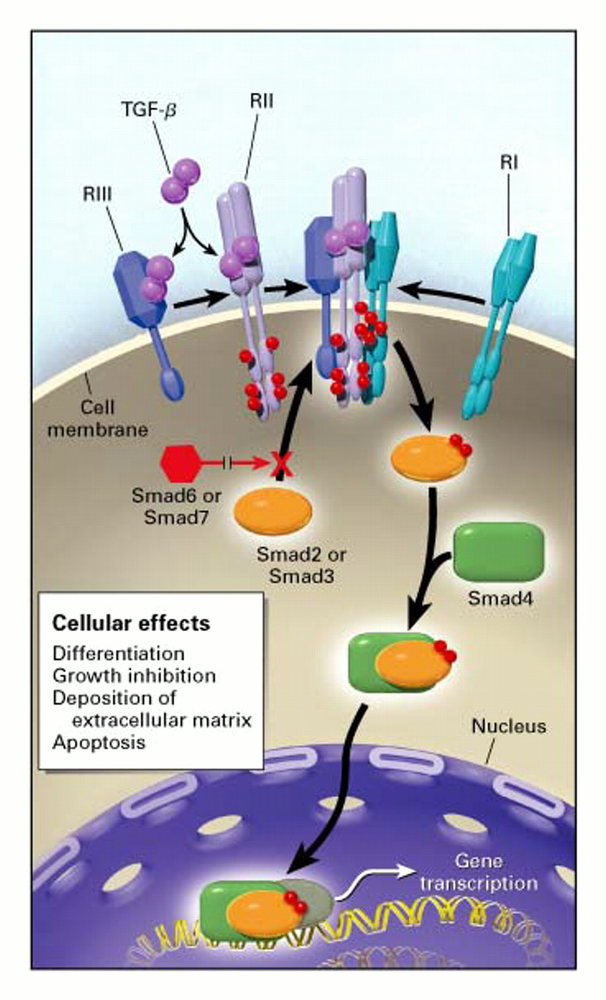 RII
TGF-β
RI
RIII
Cell
membrane
Smad6 or
Smad7
Smad2 or
Smad3
Smad4
Cellular effects
Differentiation
Growth inhibition
Deposition of
extracellular matrix
Apoptosis
Nucleus
Gene
transcription